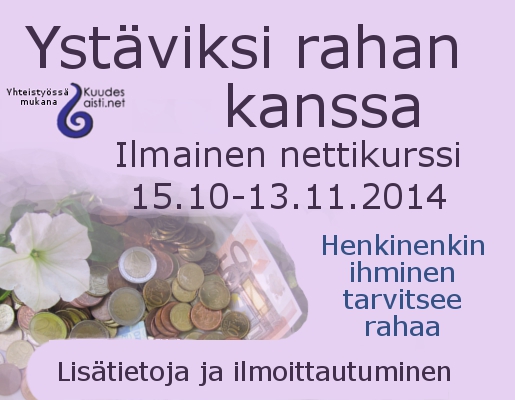 Ystäviksi rahan
kanssa
Yhteistyössä
mukana
Kuudes
aisti.net
Ilmainen nettikurssi
15.10-13.11.2014
Henkinenkin
ihminen
tarvitsee
rahaa
Lisätietoja ja ilmoittautuminen